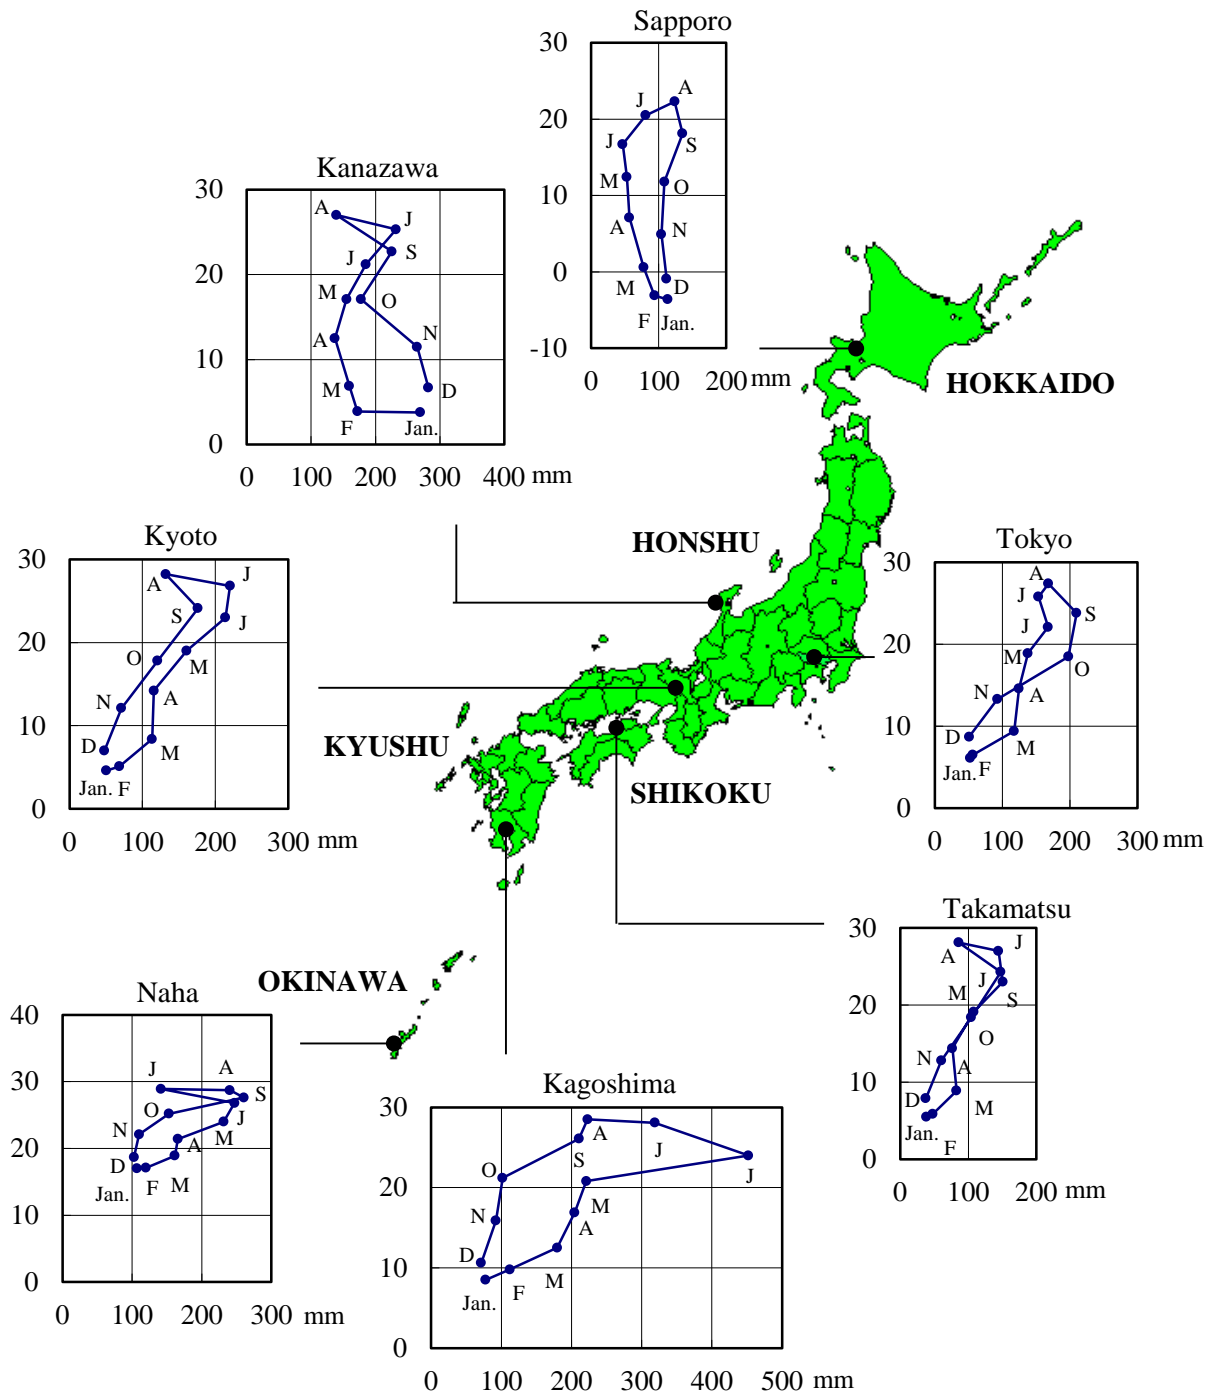 Sapporo
30
20
10
0
-10
J
A
J
S
M
O
A
N
M
D
F
Jan.
0
100
200
mm
Kanazawa
30
20
10
0
A
J
S
J
M
O
A
N
M
D
F
Jan.
0
100
200
300
400
mm
HOKKAIDO
HONSHU
KYUSHU
SHIKOKU
OKINAWA
Kyoto
30
20
10
0
J
A
S
J
O
M
N
A
D
M
Jan.
F
0
100
200
300
mm
Tokyo
30
20
10
0
A
J
S
J
M
O
N
A
D
M
Jan.
F
0
100
200
300
mm
Takamatsu
30
20
10
0
J
A
J
M
S
O
N
A
D
M
Jan.
F
0
100
200
mm
Naha
40
30
20
10
0
J
A
S
O
J
N
M
A
D
F
M
Jan.
0
100
200
300
mm
Kagoshima
30
20
10
0
A
J
S
O
J
M
N
A
D
M
F
Jan.
0
100
200
300
400
500
mm